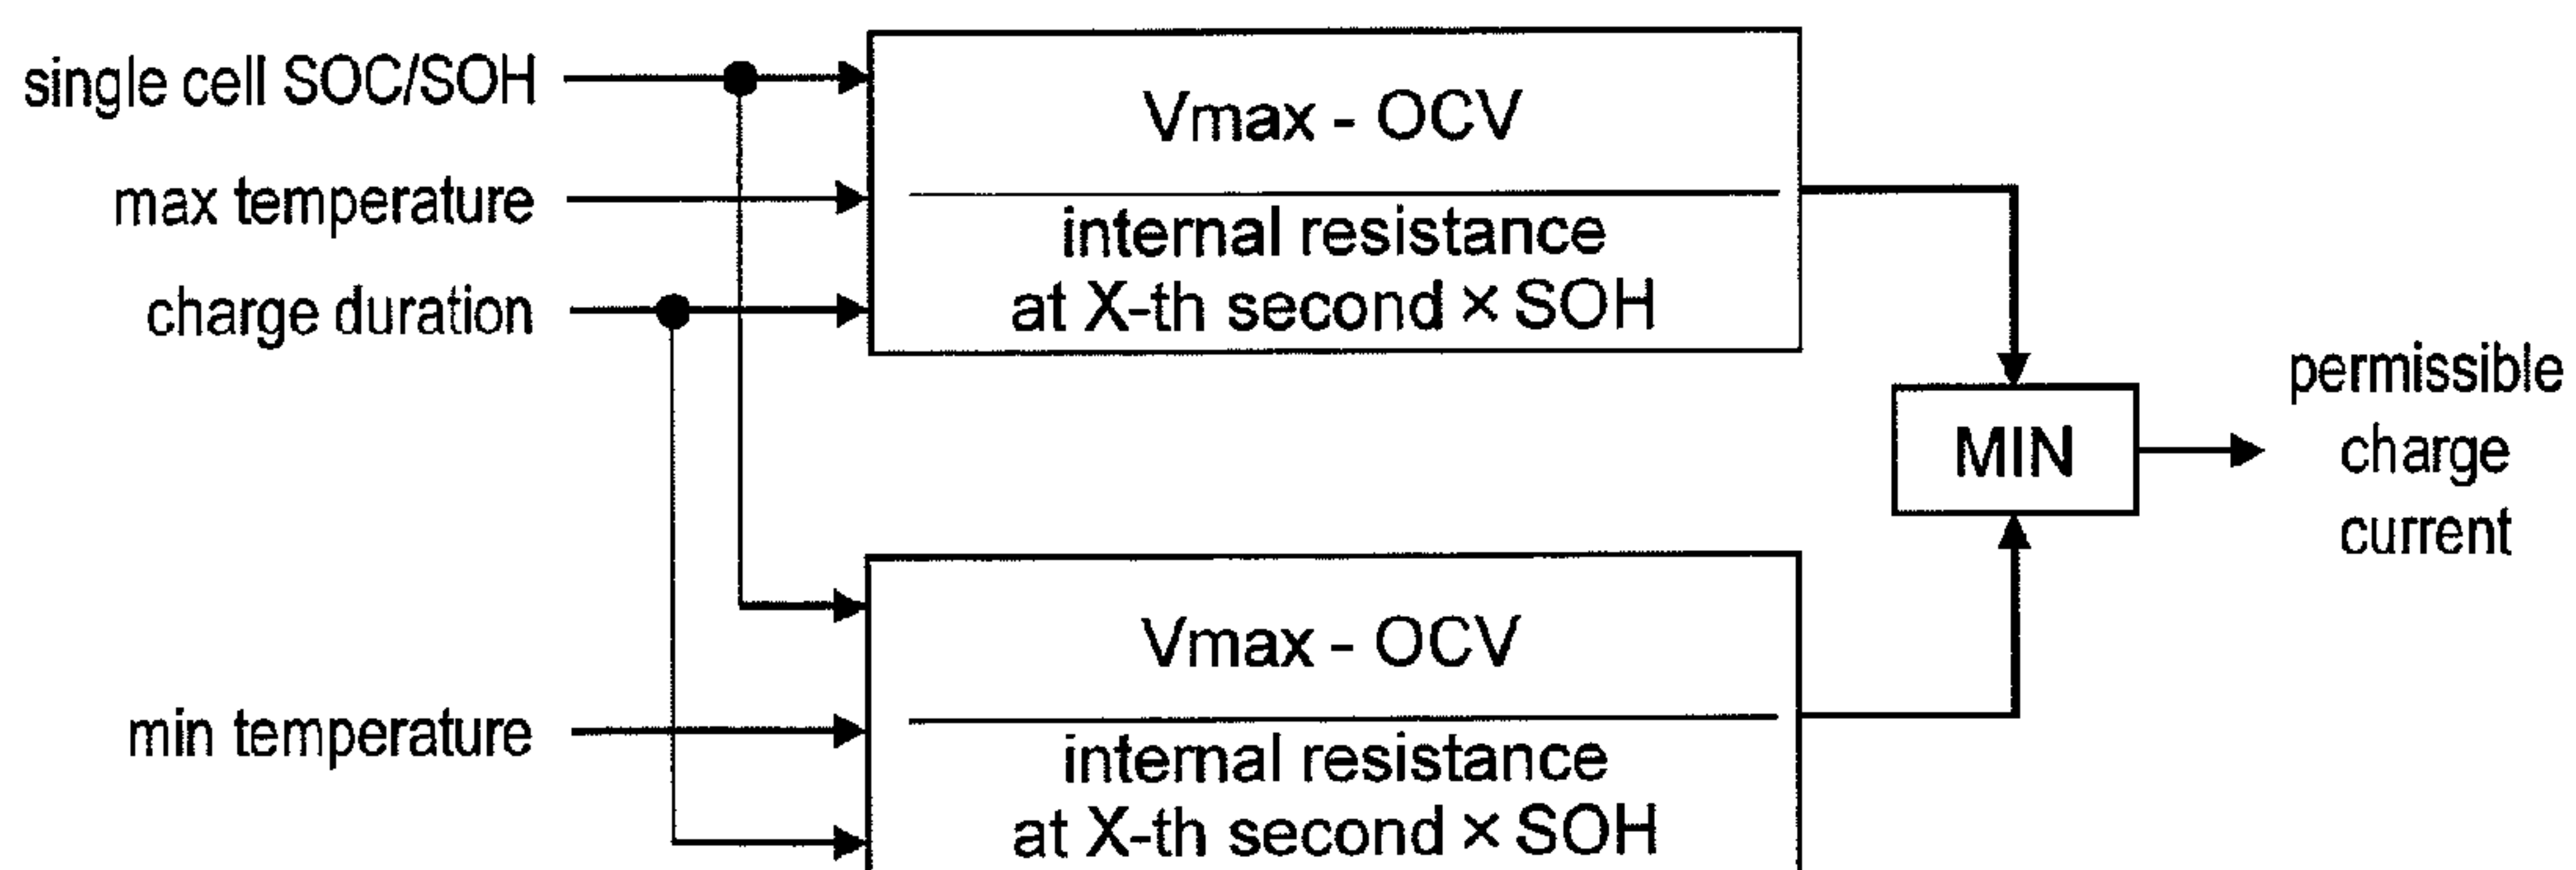 single cell SOC/SOH
max temperature
charge duration
Vmax - OCV
internal resistance
at X-th second × SOH
MIN
permissible
charge
current
min temperature
Vmax - OCV
internal resistance
at X-th second × SOH